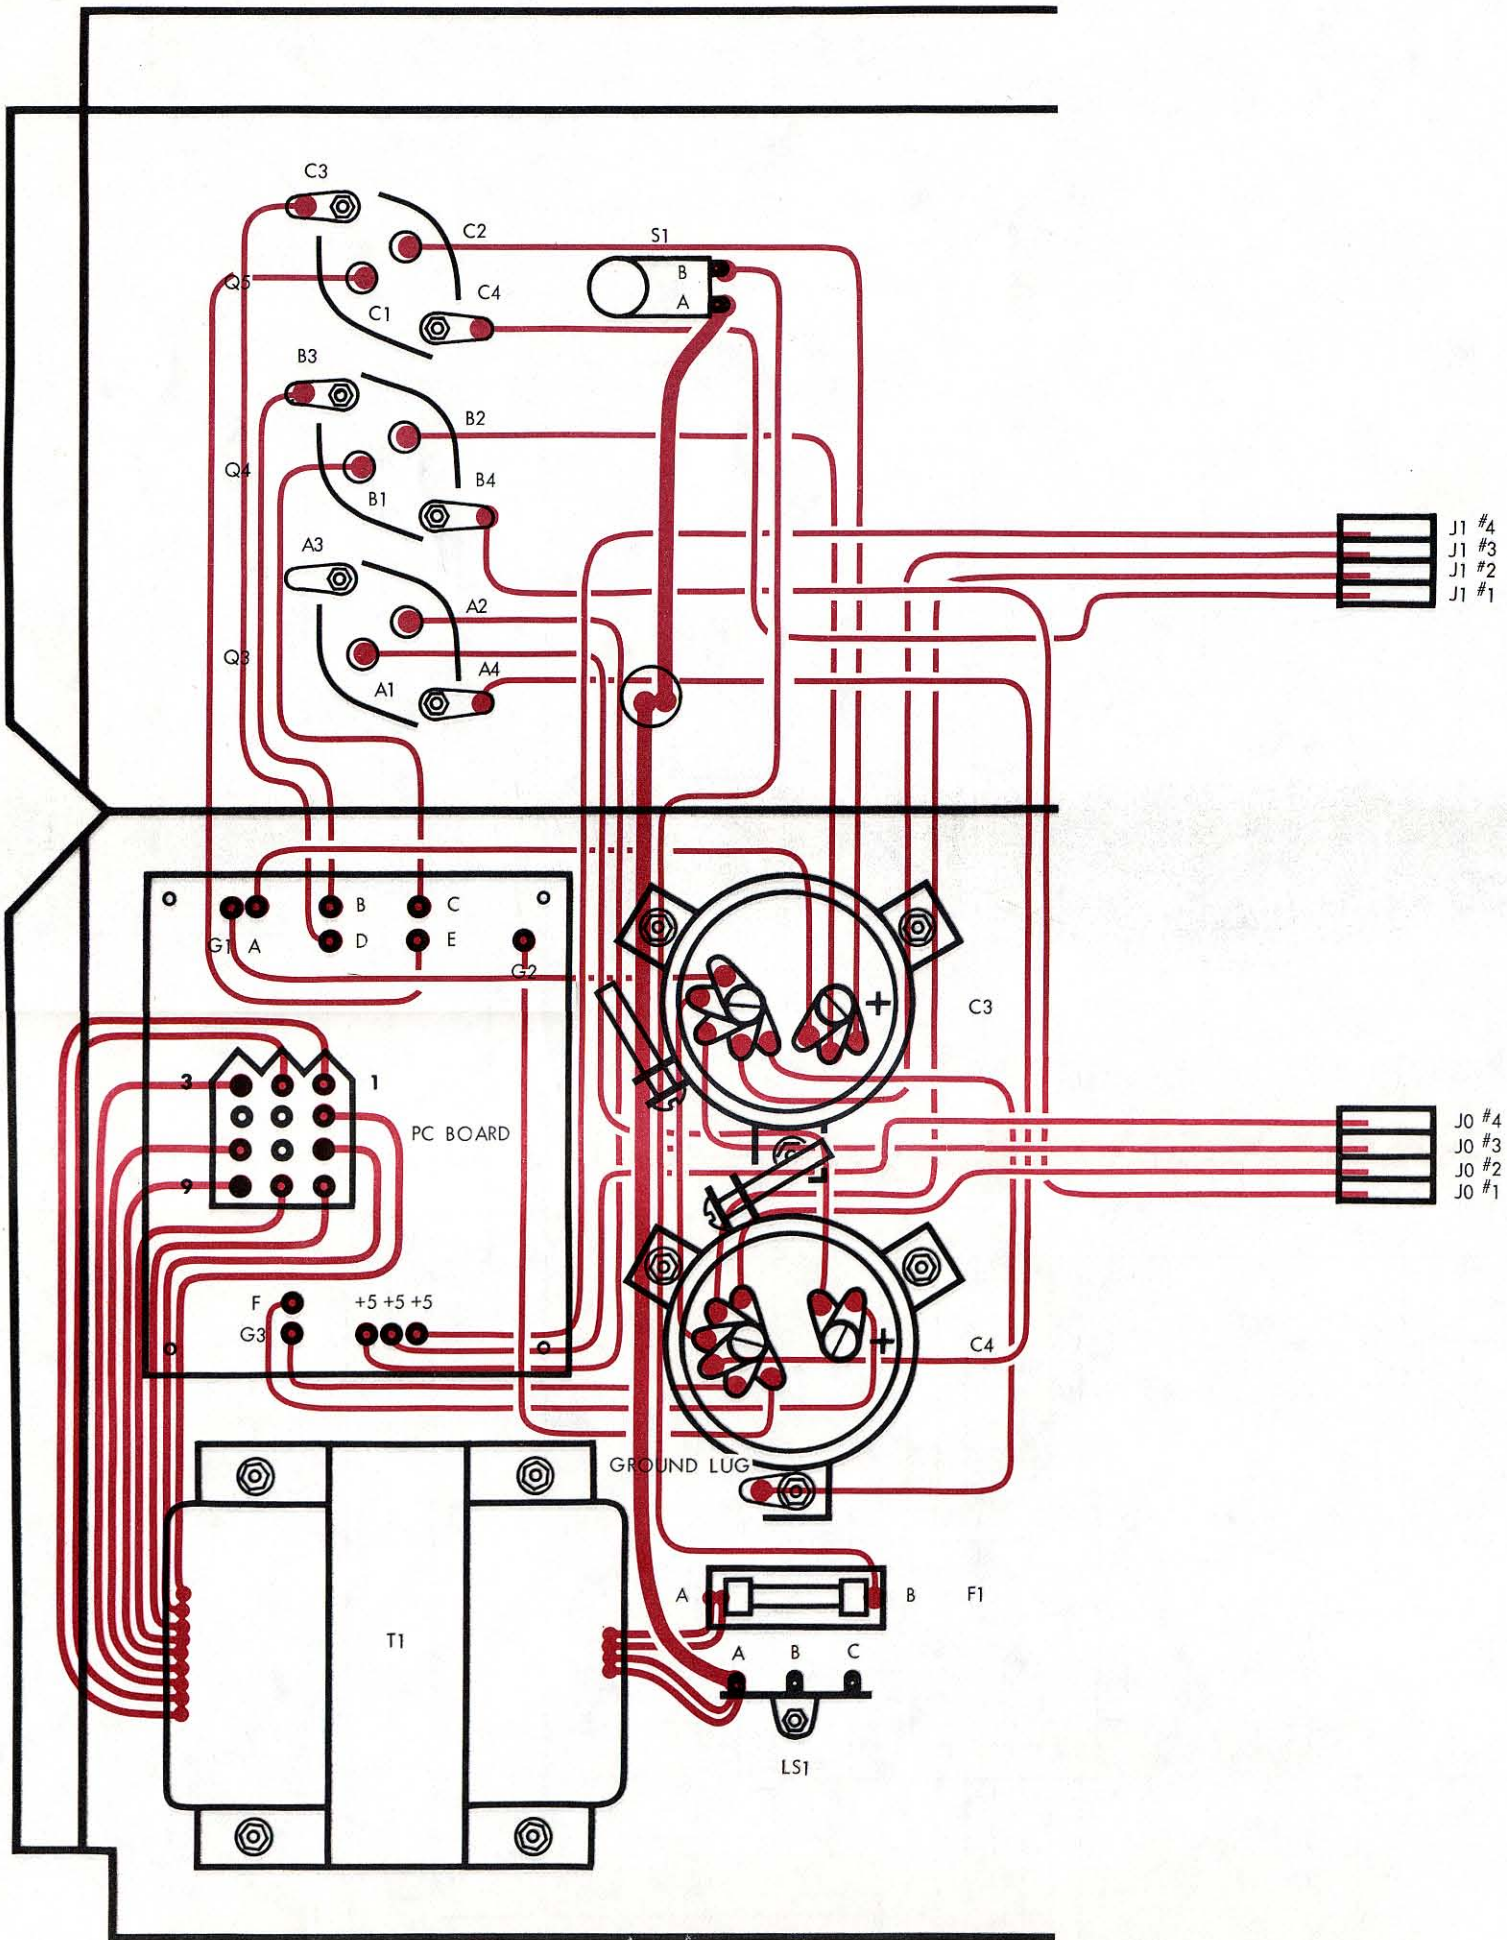 C3
C2
S1
B
Q5
C4
A
C1
B3
B2
Q4
B4
B1
J1 #4
A3
J1 #3
J1 #2
J1 #1
A2
Q3
A4
A1
B
C
G1 A
D
E
G2
+
C3
3
1
PC BOARD
J0 #4
J0 #3
J0 #2
9
J0 #1
F
+5 +5 +5
G3
+
C4
GROUND LUG
A
B
F1
T1
A B C
LS1